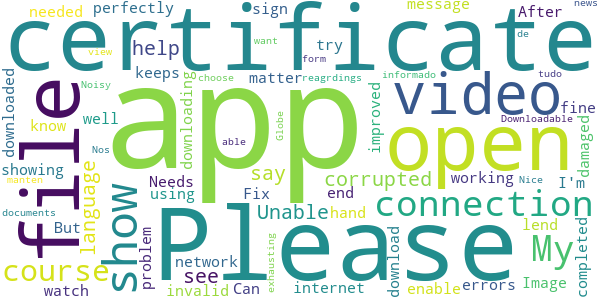 needed perfectly sign message After news
certificate
help try view want form de
keeps matter reagrdings choose informado tudo
downloaded file app video
know well downloading Noisy Globe able improved open Downloadable fine damaged
showing Nos Needs say corrupted working I'm
language using Fix end
manten show Please Unable hand connection
documents But problem lend My
course network see exhausting internet download enable errors completed
watch invalid Can Image Nice